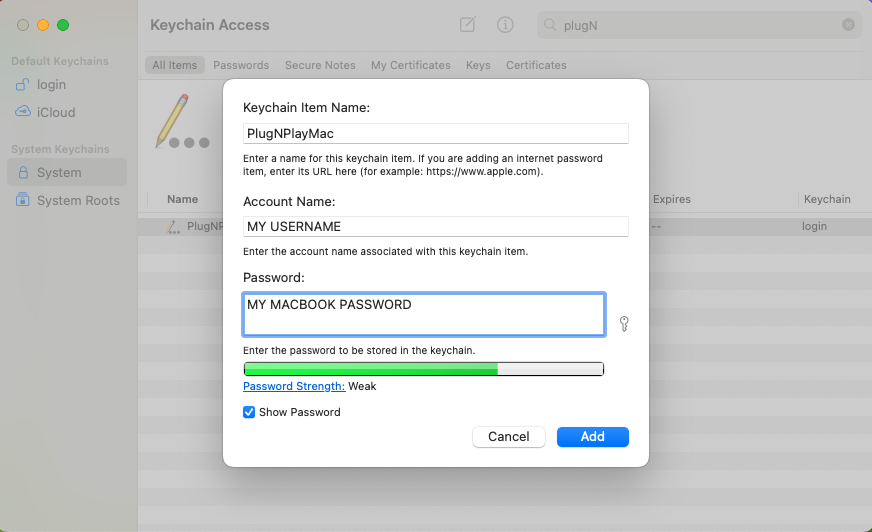 Keychain Access
plugN
Default Keychains
login
iCloud
System Keychains
System
System Roots
All Items
Passwords
Secure Notes
My Certificates
Keys
Certificates
Name
Expires
Keychain
PlugNP
--
login
Keychain Item Name:
PlugNPlayMac
Enter a name for this keychain item. If you are adding an internet password
item, enter its URL here (for example: https://www.apple.com).
Account Name:
MY USERNAME
Enter the account name associated with this keychain item.
Password:
MY MACBOOK PASSWORD
Enter the password to be stored in the keychain.
Password Strength: Weak
Show Password
Cancel
Add